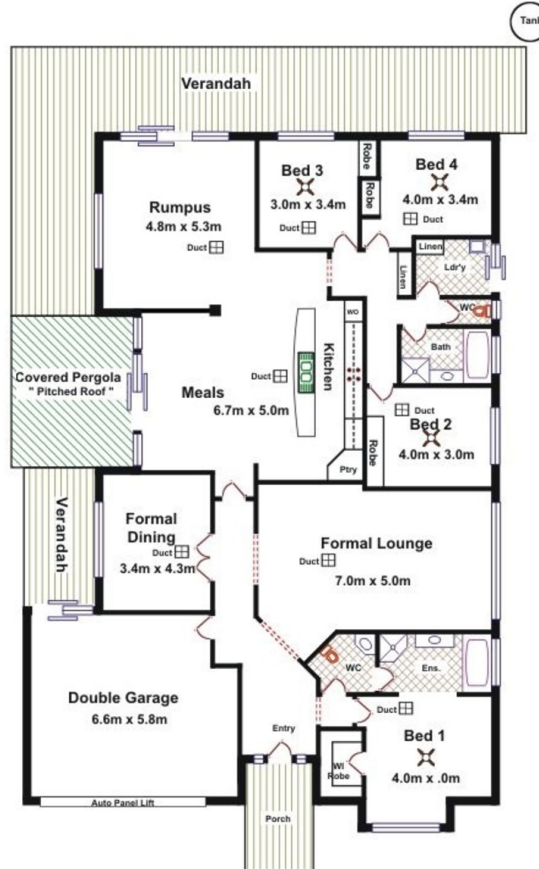 Tank
Verandah
Bed 3
3.0m x 3.4m
Duct
Robe
Robe
Bed 4
4.0m x 3.4m
Duct
Rumpus
4.8m x 5.3m
Duct
Linen
Ldr'y
Linen
WC
Bath
WO
Kitchen
Covered Pergola
" Pitched Roof "
Duct
Meals
6.7m x 5.0m
Ptry
Duct
Bed 2
4.0m x 3.0m
Robe
Verandah
Formal
Dining
Duct
3.4m x 4.3m
Formal Lounge
Duct
7.0m x 5.0m
WC
Ens.
Double Garage
6.6m x 5.8m
Duct
Entry
Bed 1
4.0m x .0m
WI
Robe
Auto Panel Lift
Porch